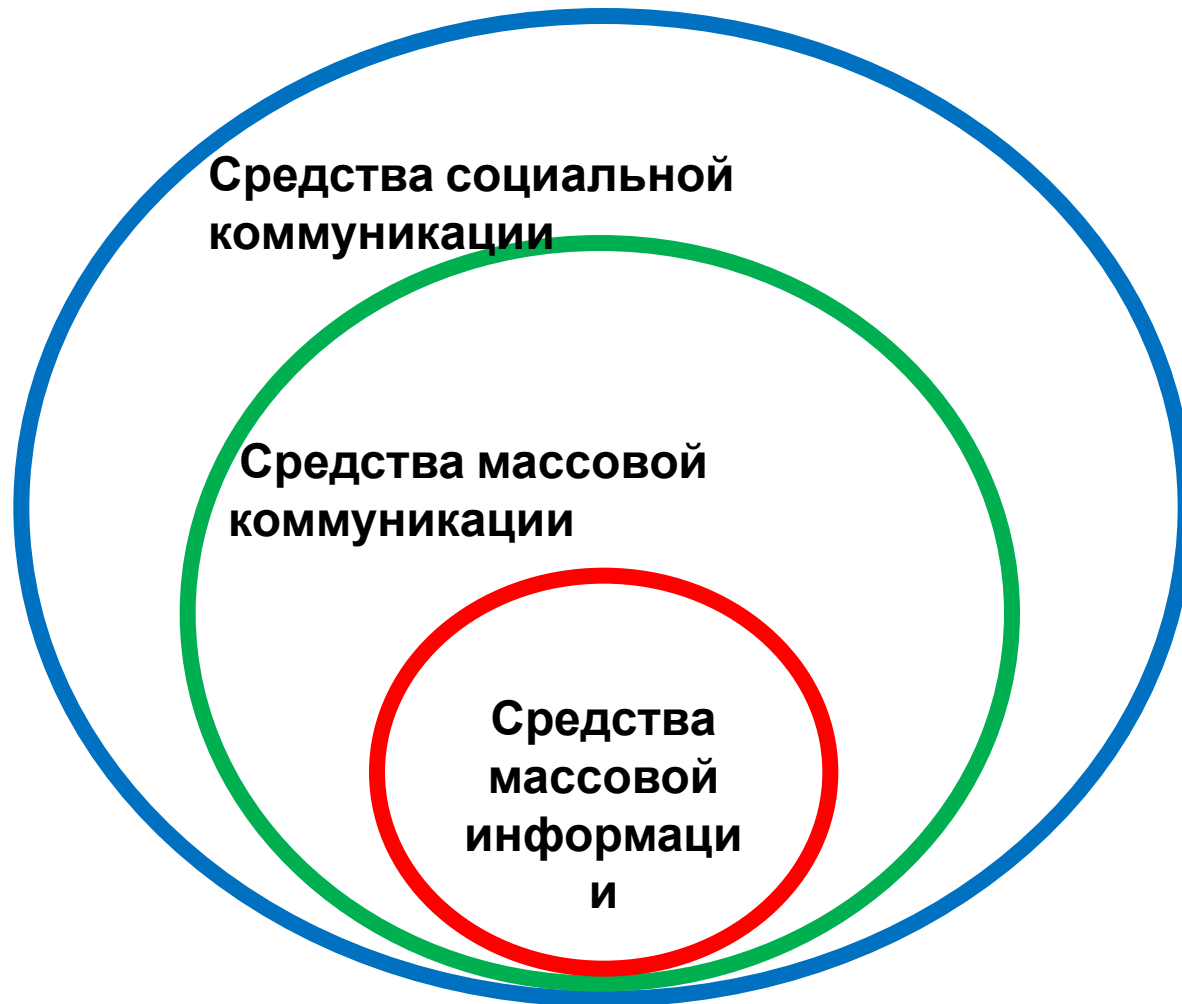 Средства социальной
коммуникации
Средства массовой
коммуникации
Средства
массовой
информаци
и